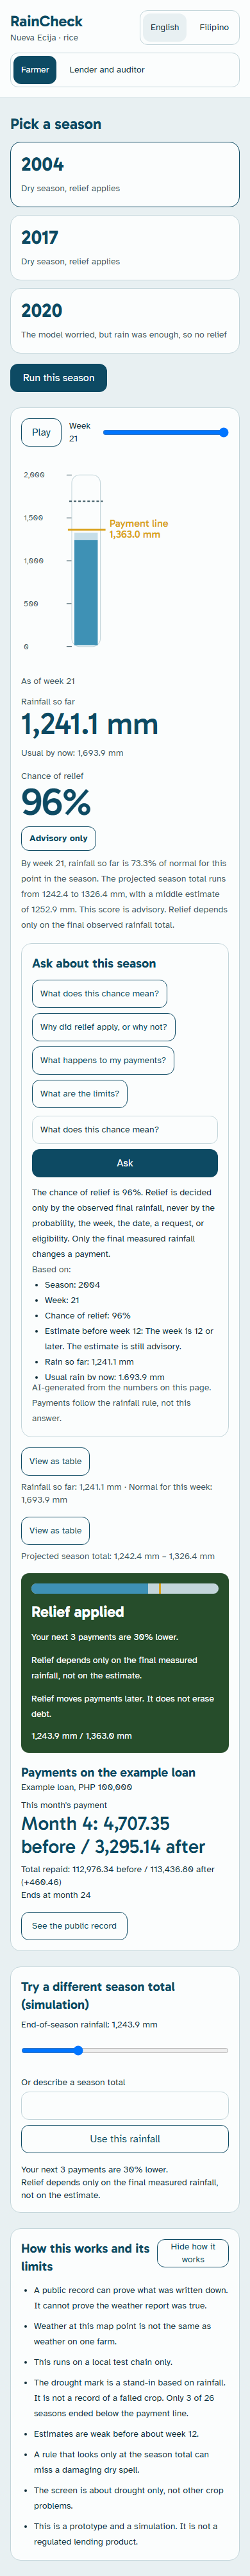 RainCheck
Nueva Ecija · rice
English
Filipino
Farmer
Lender and auditor
Pick a season
2004
Dry season, relief applies
2017
Dry season, relief applies
2020
The model worried, but rain was enough, so no relief
Run this season
Play
Week
21
2,000
1,500
1,000
500
0
Payment line
1,363.0 mm
As of week 21
Rainfall so far
1,241.1 mm
Usual by now: 1,693.9 mm
Chance of relief
96%
Advisory only
By week 21, rainfall so far is 73.3% of normal for this
point in the season. The projected season total runs
from 1242.4 to 1326.4 mm, with a middle estimate
of 1252.9 mm. This score is advisory. Relief depends
only on the final observed rainfall total.
Ask about this season
What does this chance mean?
Why did relief apply, or why not?
What happens to my payments?
What are the limits?
What does this chance mean?
Ask
The chance of relief is 96%. Relief is decided
only by the observed final rainfall, never by the
probability, the week, the date, a request, or
eligibility. Only the final measured rainfall
changes a payment.
Based on:
• Season: 2004
• Week: 21
• Chance of relief: 96%
• Estimate before week 12: The week is 12 or
later. The estimate is still advisory.
• Rain so far: 1,241.1 mm
• Usual rain by now: 1,693.9 mm
AI-generated from the numbers on this page.
Payments follow the rainfall rule, not this
answer.
View as table
Rainfall so far: 1,241.1 mm · Normal for this week:
1,693.9 mm
View as table
Projected season total: 1,242.4 mm – 1,326.4 mm
Relief applied
Your next 3 payments are 30% lower.
Relief depends only on the final measured
rainfall, not on the estimate.
Relief moves payments later. It does not erase
debt.
1,243.9 mm / 1,363.0 mm
Payments on the example loan
Example loan, PHP 100,000
This month's payment
Month 4: 4,707.35
before / 3,295.14 after
Total repaid: 112,976.34 before / 113,436.80 after
(+460.46)
Ends at month 24
See the public record
Try a different season total
(simulation)
End-of-season rainfall: 1,243.9 mm
Or describe a season total
Use this rainfall
Your next 3 payments are 30% lower.
Relief depends only on the final measured rainfall,
not on the estimate.
How this works and its
limits
Hide how it
works
• A public record can prove what was written down.
It cannot prove the weather report was true.
• Weather at this map point is not the same as
weather on one farm.
• This runs on a local test chain only.
• The drought mark is a stand-in based on rainfall.
It is not a record of a failed crop. Only 3 of 26
seasons ended below the payment line.
• Estimates are weak before about week 12.
• A rule that looks only at the season total can
miss a damaging dry spell.
• The screen is about drought only, not other crop
problems.
• This is a prototype and a simulation. It is not a
regulated lending product.